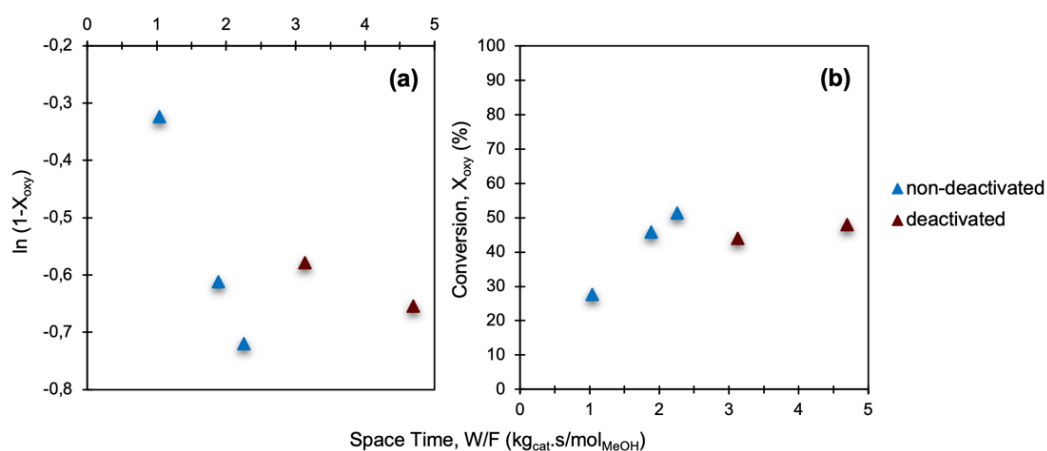 0 1 2 3 4 5
-0,2
-0,3
-0,4
-0,5
-0,6
-0,7
-0,8
ln (1-Xoxy)
(a)
100
90
80
70
60
50
40
30
20
10
0
Conversion, Xoxy (%)
(b)
0 1 2 3 4 5
Space Time, W/F (kgcat.s/molMeOH)
non-deactivated
deactivated